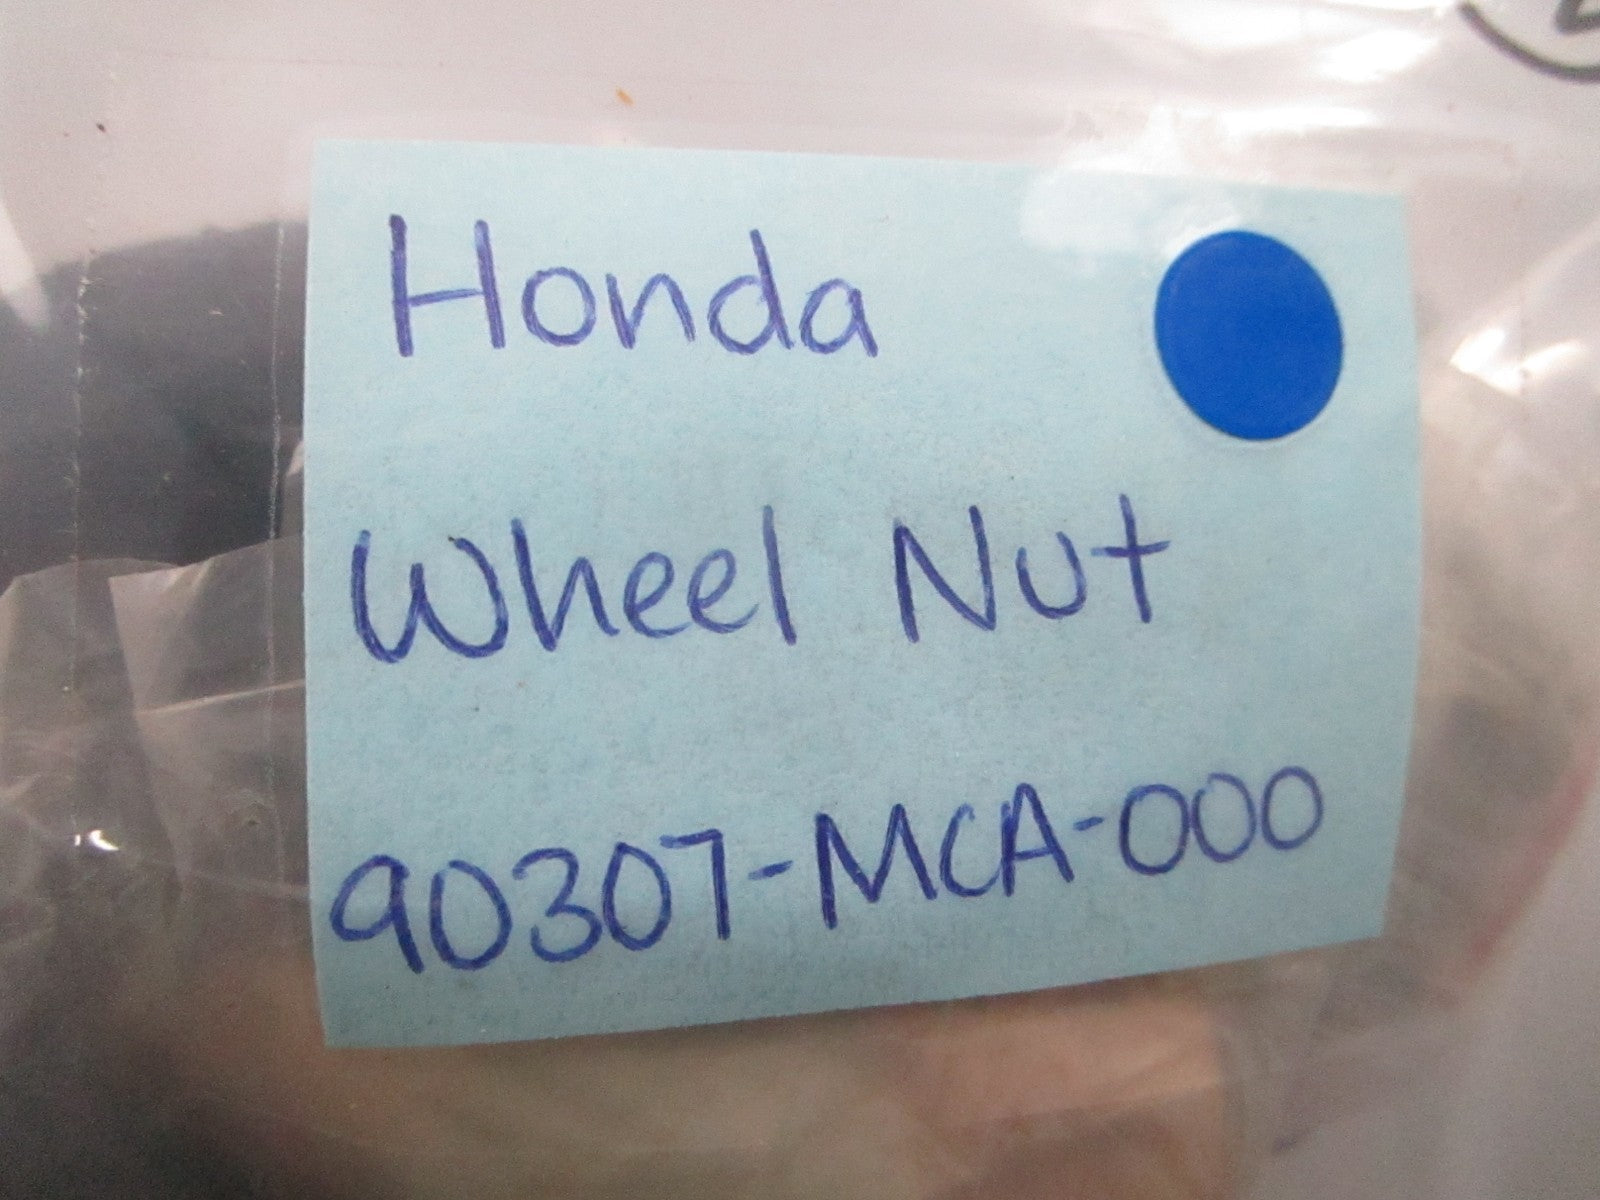 Honda
Wheel Nut
90307-MCA-000